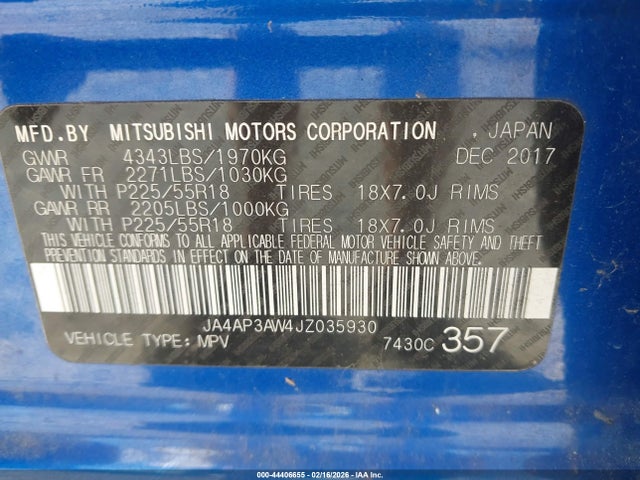 MFD.BY MITSUBISHI MOTORS CORPORATION , JAPAN
GWVR 4343LBS/1970KG DEC 2017
GAWR FR 2271LBS/1030KG
WITH P225/55R18 TIRES 18X7.0J RIMS
GAWR RR 2205LBS/1000KG
WITH P225/55R18 TIRES 18X7.0J RIMS
THIS VEHICLE CONFORMS TO ALL APPLICABLE FEDERAL MOTOR VEHICLE SAFETY AND THEFT
PREVENTION STANDARDS IN EFFECT ON THE DATE OF MANUFACTURE SHOWN ABOVE.
JA4AP3AW4JZ035930
VEHICLE TYPE: MPV 7430C 357
000-44406655 - 02/16/2026 - IAA Inc.